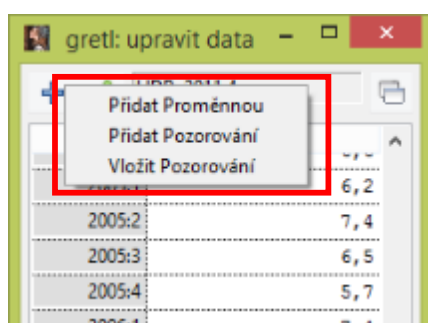 gretl: upravit data
Přidat Proměnnou
Přidat Pozorování
Vložit Pozorování
6,2
2005:2 7,4
2005:3 6,5
2005:4 5,7